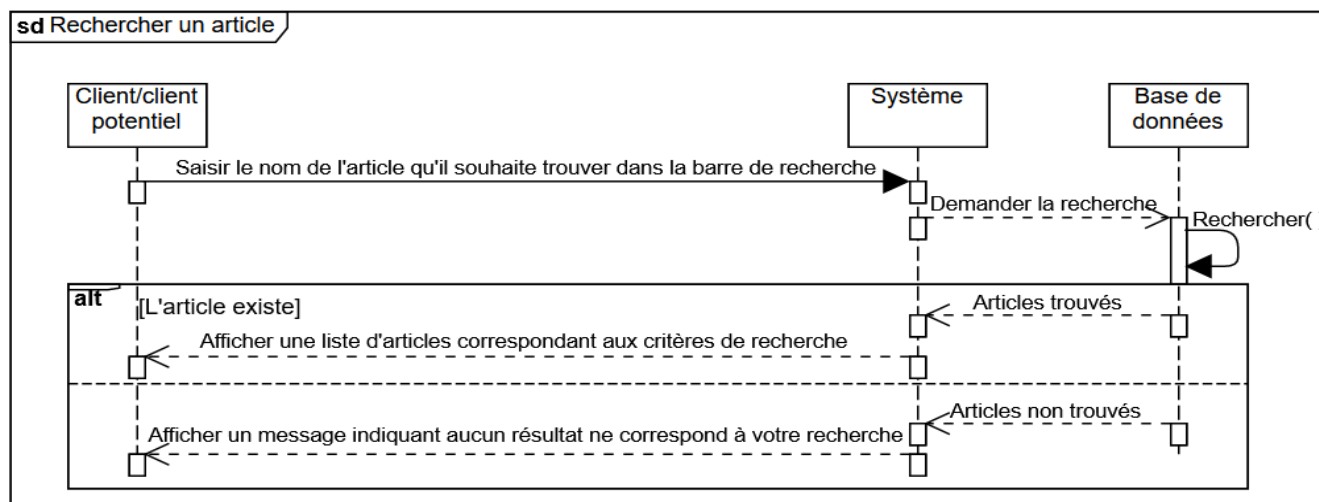 sd Rechercher un article
Client/client
potentiel
Système
Base de
données
Saisir le nom de l'article qu'il souhaite trouver dans la barre de recherche
Demander la recherche
Rechercher( )
alt
[L'article existe]
Articles trouvés
Afficher une liste d'articles correspondant aux critères de recherche
Articles non trouvés
Afficher un message indiquant aucun résultat ne correspond à votre recherche